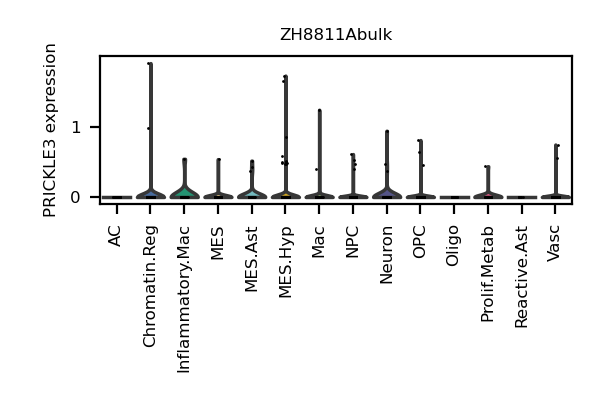 ZH8811Abulk
PRICKLE3 expression
1
0
AC
Chromatin.Reg
Inflammatory.Mac
MES
MES.Ast
MES.Hyp
Mac
NPC
Neuron
OPC
Oligo
Prolif.Metab
Reactive.Ast
Vasc